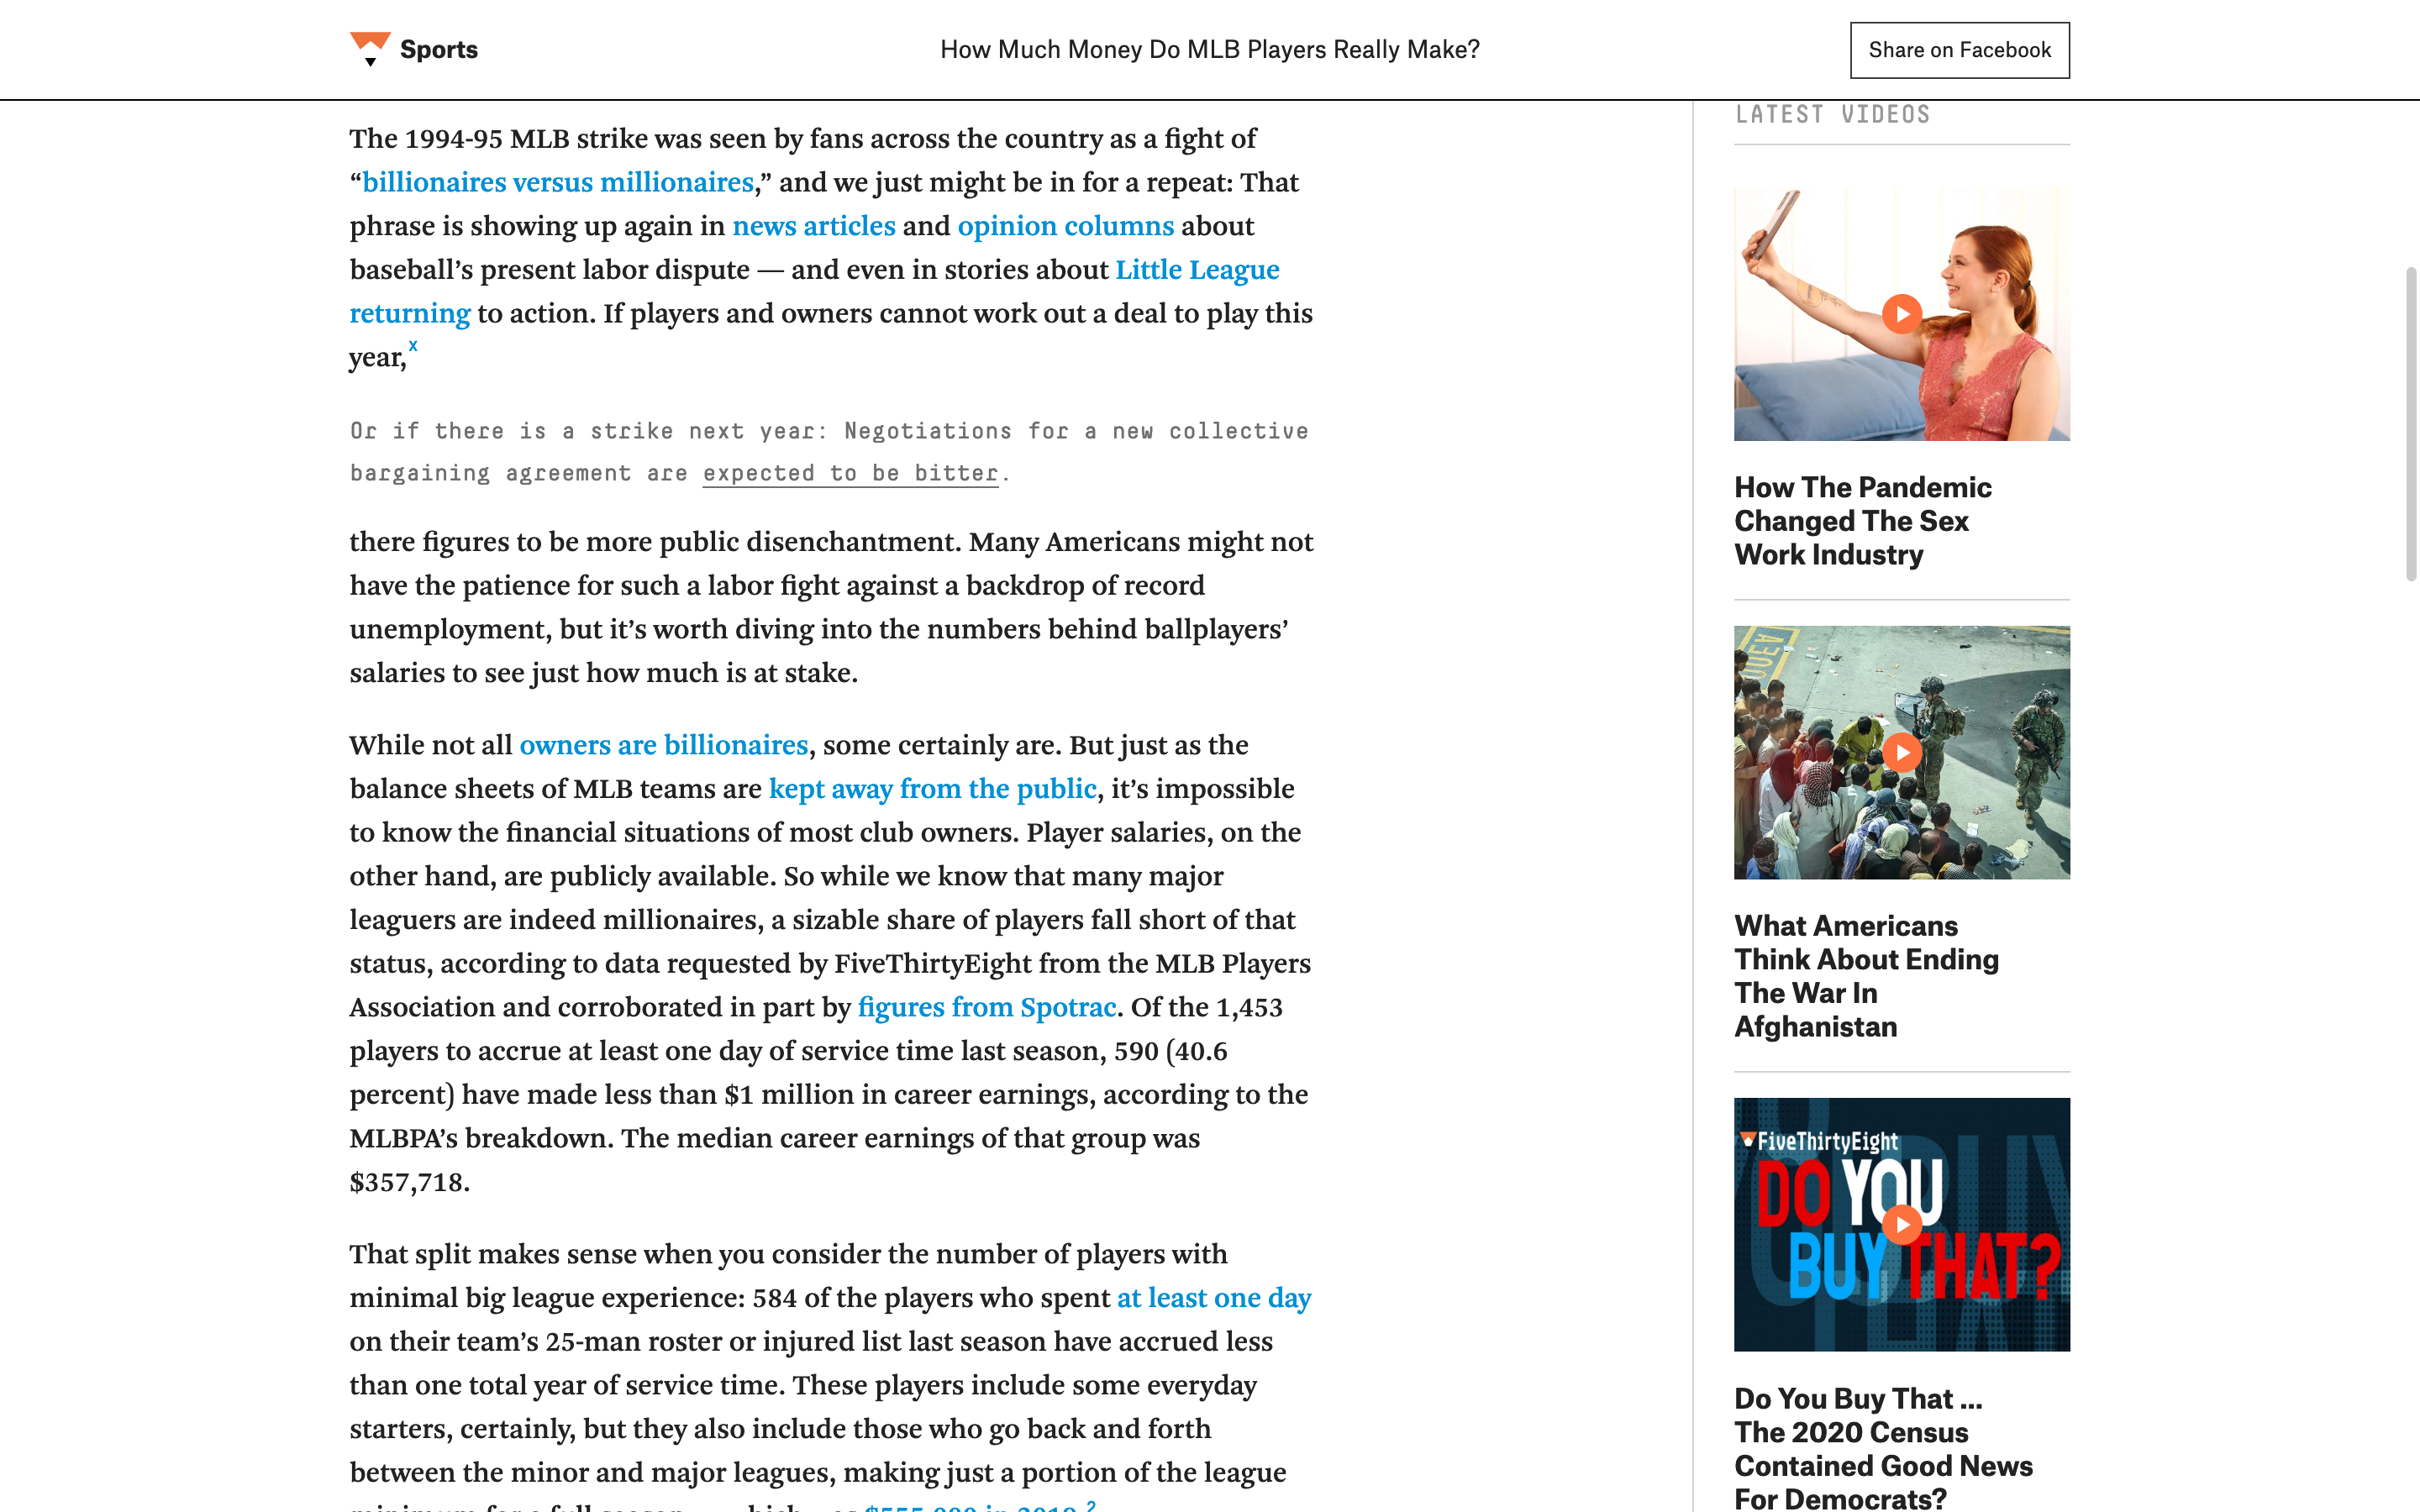 Sports
How Much Money Do MLB Players Really Make?
Share on Facebook
The 1994-95 MLB strike was seen by fans across the country as a fight of
“billionaires versus millionaires,” and we just might be in for a repeat: That
phrase is showing up again in news articles and opinion columns about
baseball’s present labor dispute — and even in stories about Little League
returning to action. If players and owners cannot work out a deal to play this
year,x
Or if there is a strike next year: Negotiations for a new collective
bargaining agreement are expected to be bitter.
there figures to be more public disenchantment. Many Americans might not
have the patience for such a labor fight against a backdrop of record
unemployment, but it’s worth diving into the numbers behind ballplayers’
salaries to see just how much is at stake.
While not all owners are billionaires, some certainly are. But just as the
balance sheets of MLB teams are kept away from the public, it’s impossible
to know the financial situations of most club owners. Player salaries, on the
other hand, are publicly available. So while we know that many major
leaguers are indeed millionaires, a sizable share of players fall short of that
status, according to data requested by FiveThirtyEight from the MLB Players
Association and corroborated in part by figures from Spotrac. Of the 1,453
players to accrue at least one day of service time last season, 590 (40.6
percent) have made less than $1 million in career earnings, according to the
MLBPA’s breakdown. The median career earnings of that group was
$357,718.
That split makes sense when you consider the number of players with
minimal big league experience: 584 of the players who spent at least one day
on their team’s 25-man roster or injured list last season have accrued less
than one total year of service time. These players include some everyday
starters, certainly, but they also include those who go back and forth
between the minor and major leagues, making just a portion of the league
minimum for a full season — which was $555,000 in 2019.2
LATEST VIDEOS
How The Pandemic
Changed The Sex
Work Industry
What Americans
Think About Ending
The War In
Afghanistan
FiveThirtyEight
DO YOU
BUY THAT?
Do You Buy That ...
The 2020 Census
Contained Good News
For Democrats?